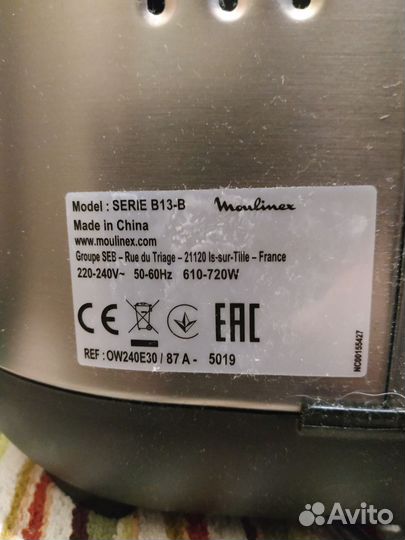 Model : SERIE B13-B Moulinex
Made in China
www.moulinex.com
Groupe SEB – Rue du Triage – 21120 Is-sur-Tille – France
220-240V~ 50-60Hz 610-720W
CE EAC
REF : OW240E30 / 87 A - 5019
NC00155427
Avito